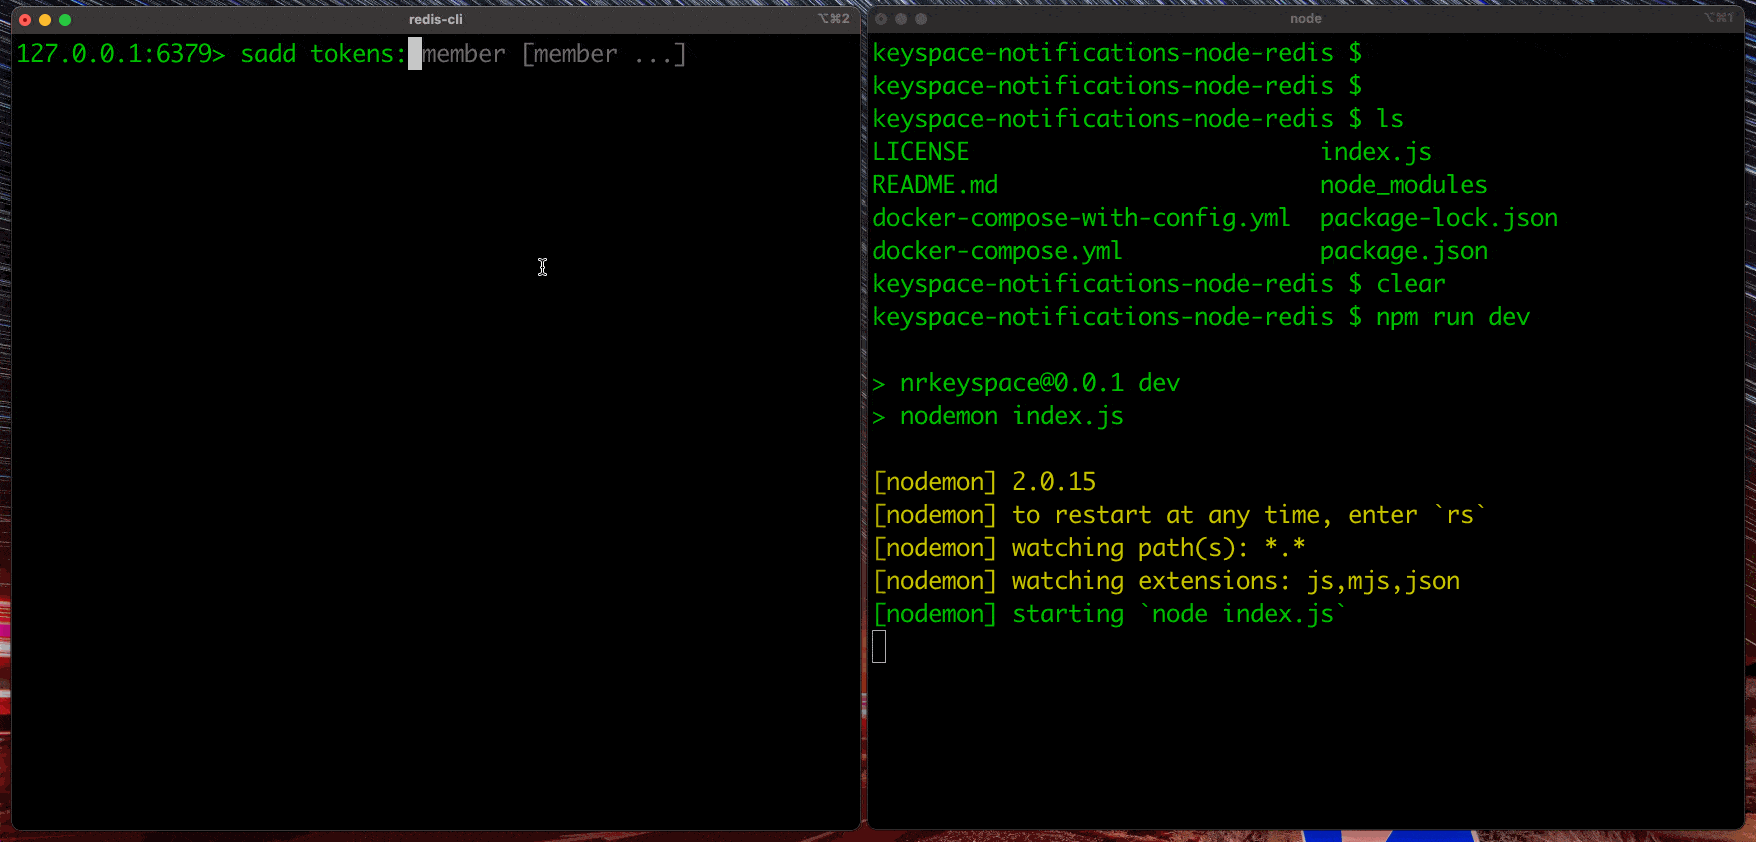 redis-cli
⌥⌘2
127.0.0.1:6379> sadd tokens: member [member ...]
node
⌥⌘1
keyspace-notifications-node-redis $
keyspace-notifications-node-redis $
keyspace-notifications-node-redis $ ls
LICENSE index.js
README.md node_modules
docker-compose-with-config.yml package-lock.json
docker-compose.yml package.json
keyspace-notifications-node-redis $ clear
keyspace-notifications-node-redis $ npm run dev
> nrkeyspace@0.0.1 dev
> nodemon index.js
[nodemon] 2.0.15
[nodemon] to restart at any time, enter `rs`
[nodemon] watching path(s): *.*
[nodemon] watching extensions: js,mjs,json
[nodemon] starting `node index.js`